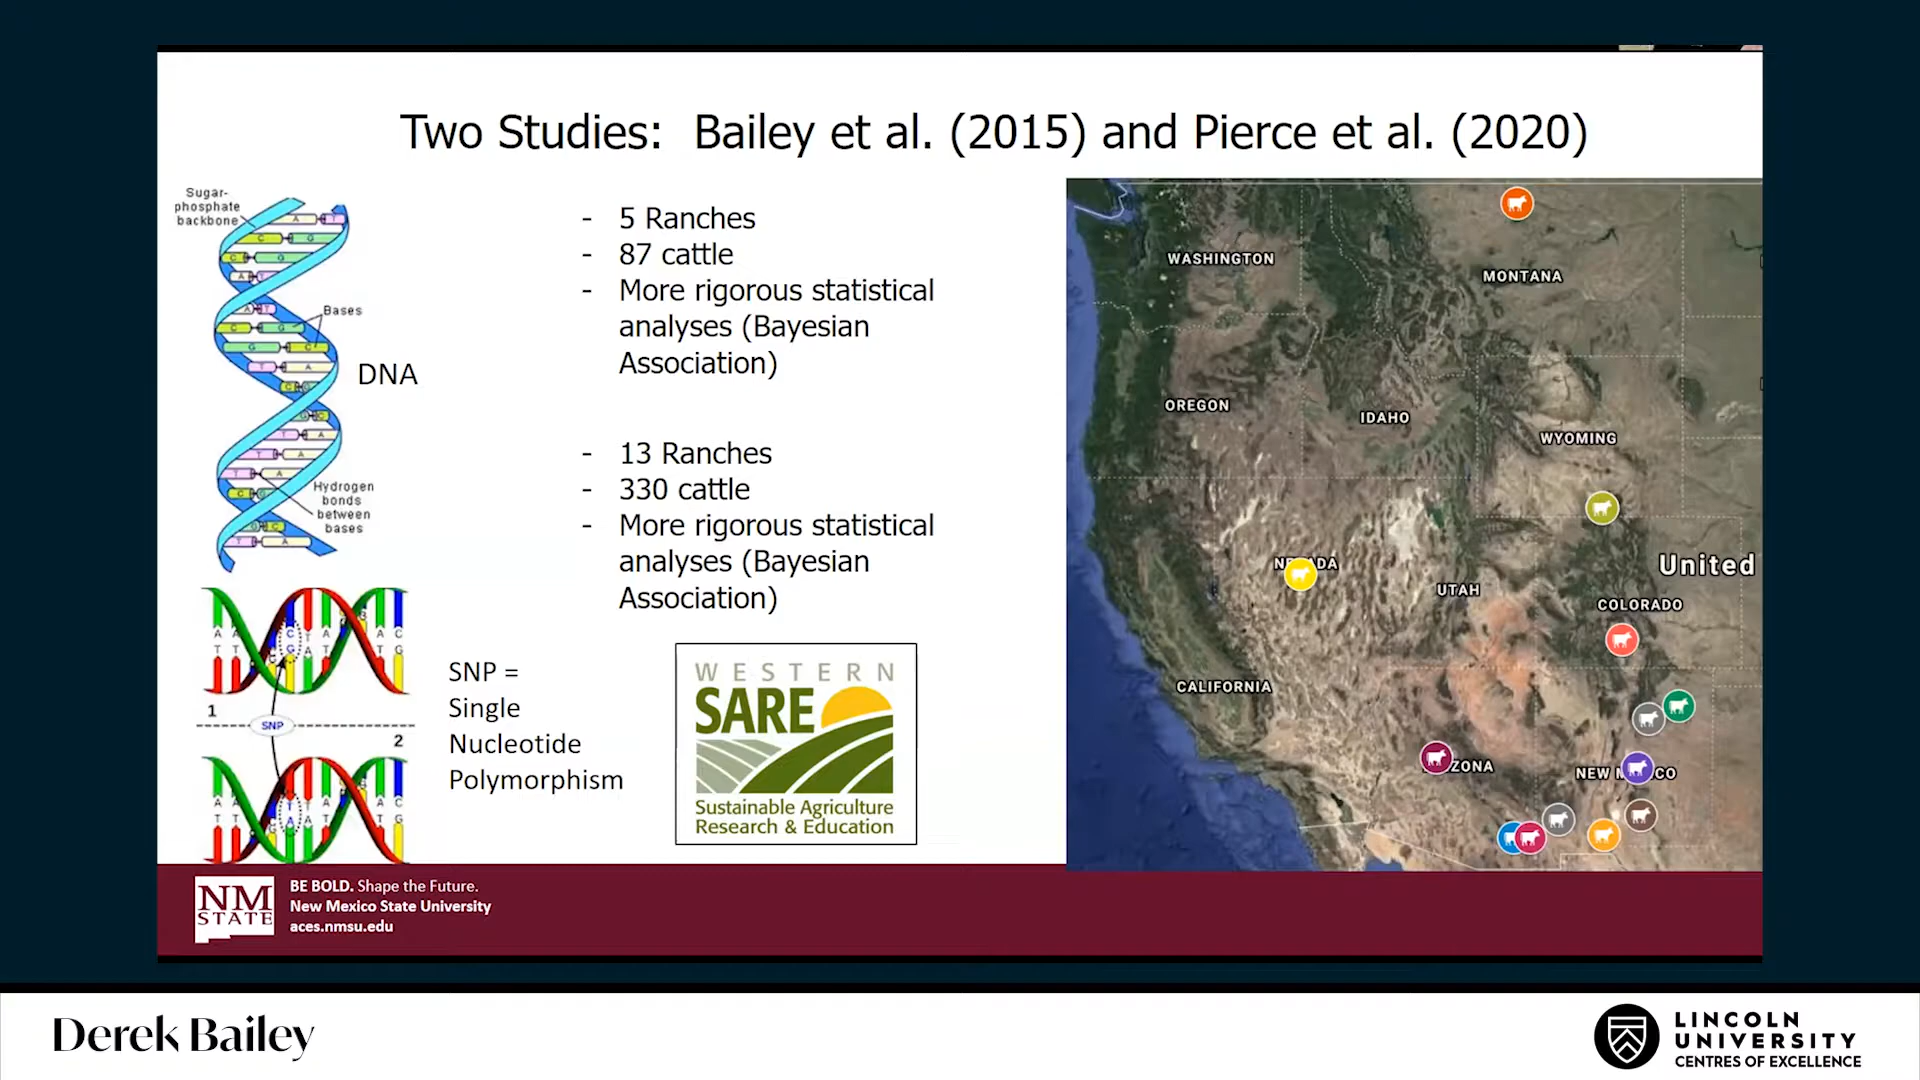 Two Studies:  Bailey et al. (2015) and Pierce et al. (2020)
Sugar-
phosphate
backbone
Bases
DNA
Hydrogen
bonds
between
bases
- 5 Ranches
- 87 cattle
- More rigorous statistical
analyses (Bayesian
Association)
- 13 Ranches
- 330 cattle
- More rigorous statistical
analyses (Bayesian
Association)
1
SNP
2
SNP =
Single
Nucleotide
Polymorphism
WESTERN
SARE
Sustainable Agriculture
Research & Education
WASHINGTON
MONTANA
OREGON
IDAHO
WYOMING
NEVADA
UTAH
United
COLORADO
CALIFORNIA
ZONA
NEW M CO
NM
STATE
BE BOLD. Shape the Future.
New Mexico State University
aces.nmsu.edu
Derek Bailey
LINCOLN
UNIVERSITY
CENTRES OF EXCELLENCE